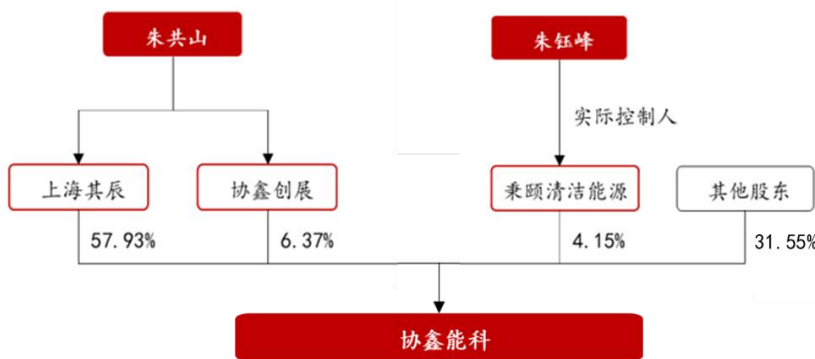 朱共山
朱钰峰
实际控制人
上海其辰
协鑫创展
秉颐清洁能源
其他股东
57.93%
6.37%
4.15%
31.55%
协鑫能科